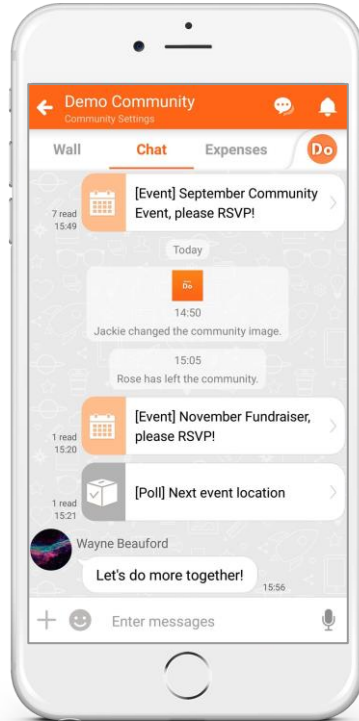 Demo Community
Community Settings
Wall Chat Expenses Do
[Event] September Community
Event, please RSVP!
7 read
15:49
Today
Do
14:50
Jackie changed the community image.
15:05
Rose has left the community.
[Event] November Fundraiser,
please RSVP!
1 read
15:20
[Poll] Next event location
1 read
15:21
Wayne Beauford
Let's do more together!
15:56
Enter messages